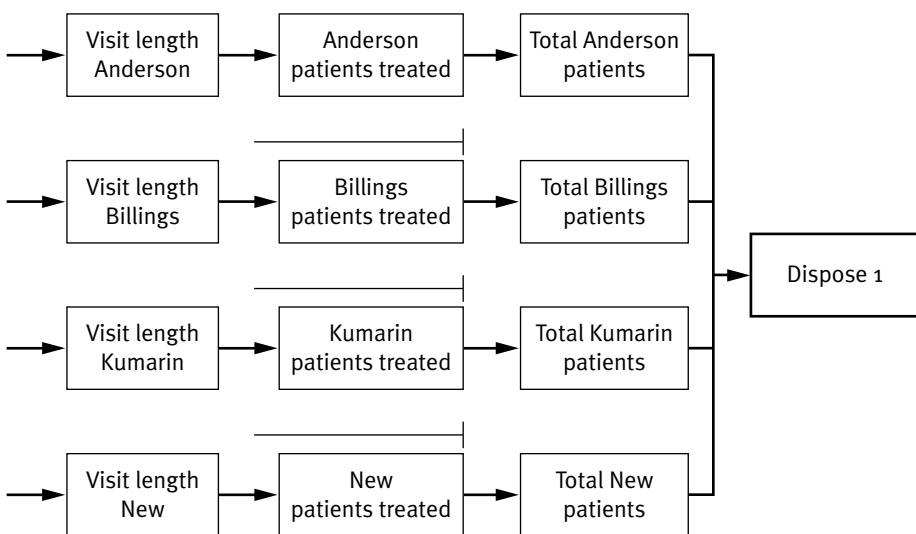 Visit length
Anderson
Anderson
patients treated
Total Anderson
patients
Visit length
Billings
Billings
patients treated
Total Billings
patients
Dispose 1
Visit length
Kumarin
Kumarin
patients treated
Total Kumarin
patients
Visit length
New
New
patients treated
Total New
patients